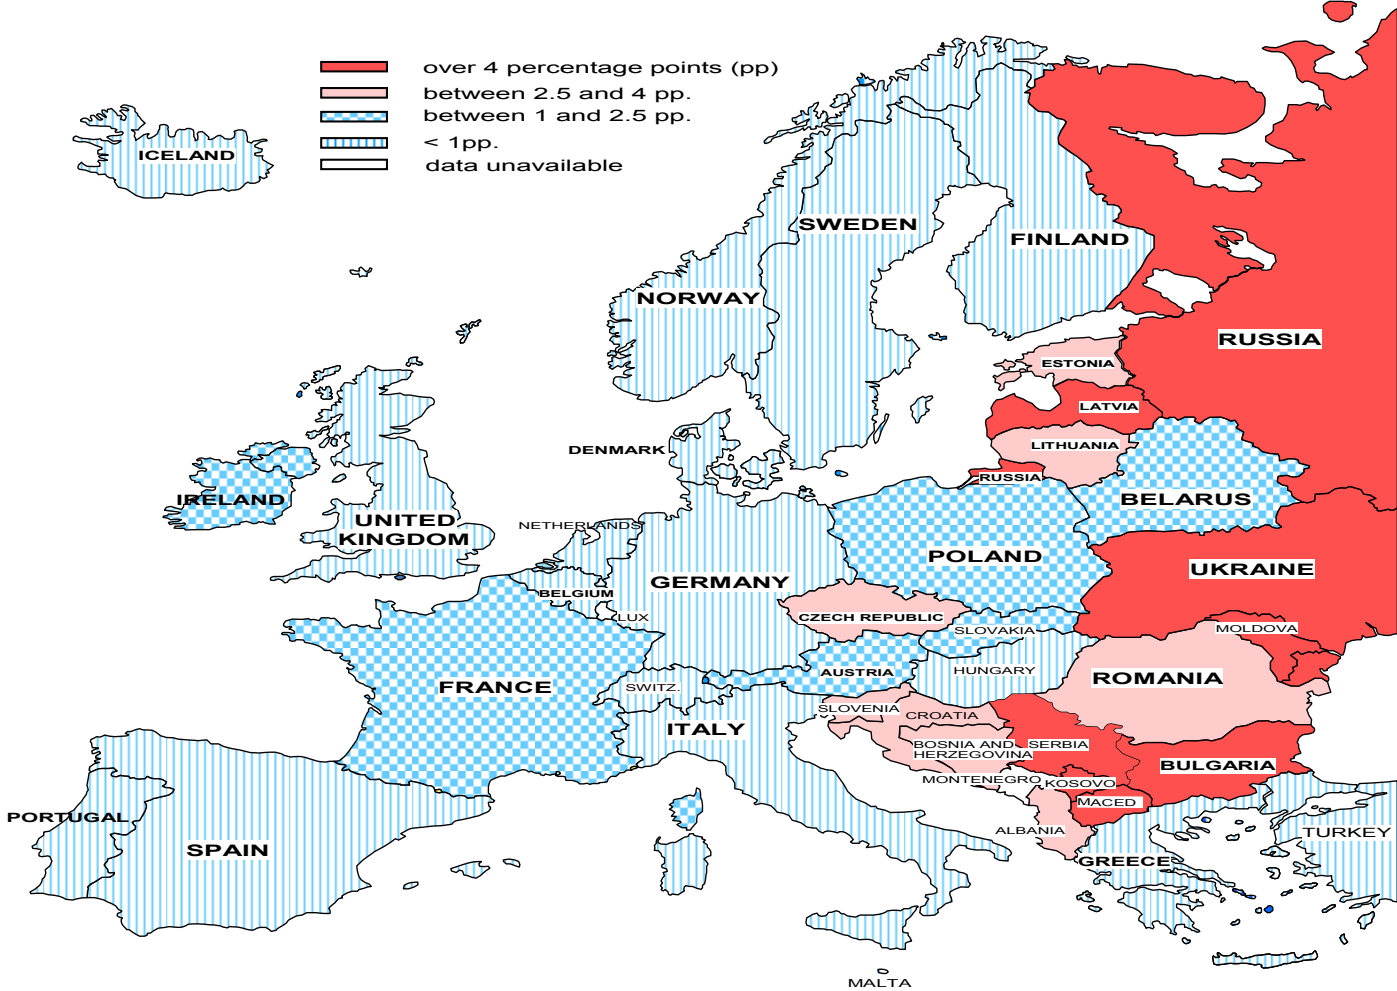 over 4 percentage points (pp)
between 2.5 and 4 pp.
between 1 and 2.5 pp.
< 1pp.
data unavailable
ICELAND
SWEDEN
FINLAND
NORWAY
RUSSIA
ESTONIA
LATVIA
LITHUANIA
DENMARK
RUSSIA
IRELAND
BELARUS
UNITED
KINGDOM
NETHERLANDS
POLAND
UKRAINE
GERMANY
BELGIUM
LUX
CZECH REPUBLIC
SLOVAKIA
MOLDOVA
AUSTRIA
HUNGARY
ROMANIA
FRANCE
SWITZ.
SLOVENIA
CROATIA
ITALY
BOSNIA AND
HERZEGOVINA
SERBIA
BULGARIA
MONTENEGRO
KOSOVO
MACED
PORTUGAL
ALBANIA
TURKEY
SPAIN
GREECE
MALTA